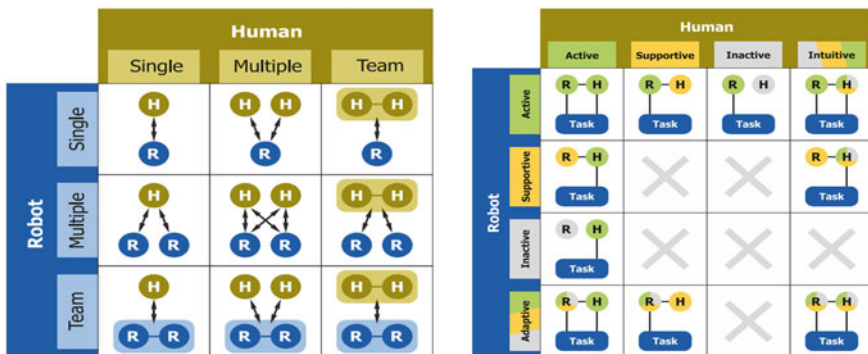 Human
Single Multiple Team
Robot
Single
H
R
H H
R
H H
R
Multiple
H
R R
H H
R R
H H
R R
Team
H
R R
H H
R R
H H
R R
Human
Active Supportive Inactive Intuitive
Robot
Active
R H
Task
R H
Task
R H
Task
R H
Task
Supportive
R H
Task
R H
Task
Inactive
R H
Task
Adaptive
R H
Task
R H
Task
R H
Task